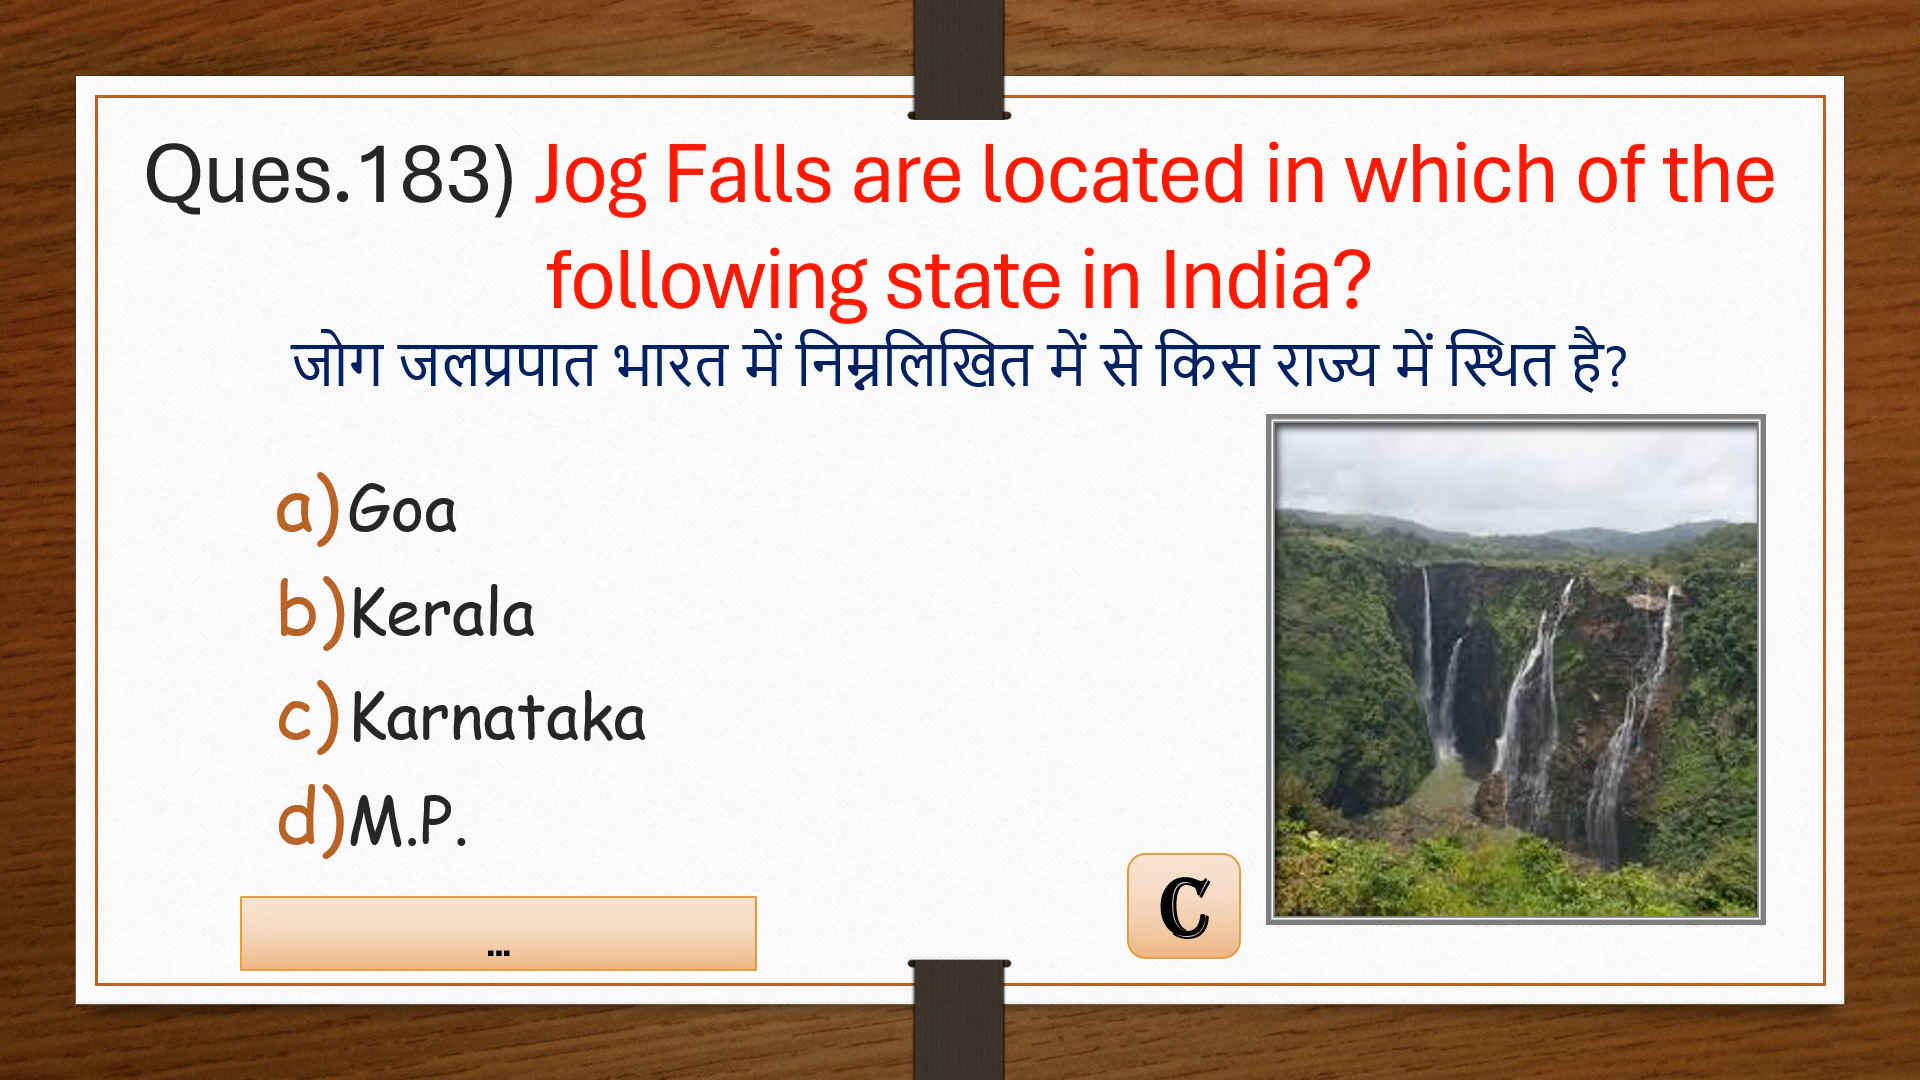 Ques.183) Jog Falls are located in which of the
following state in India?
जोग जलप्रपात भारत में निम्नलिखित में से किस राज्य में स्थित है?
a)Goa
b)Kerala
c)Karnataka
d)M.P.
...
C